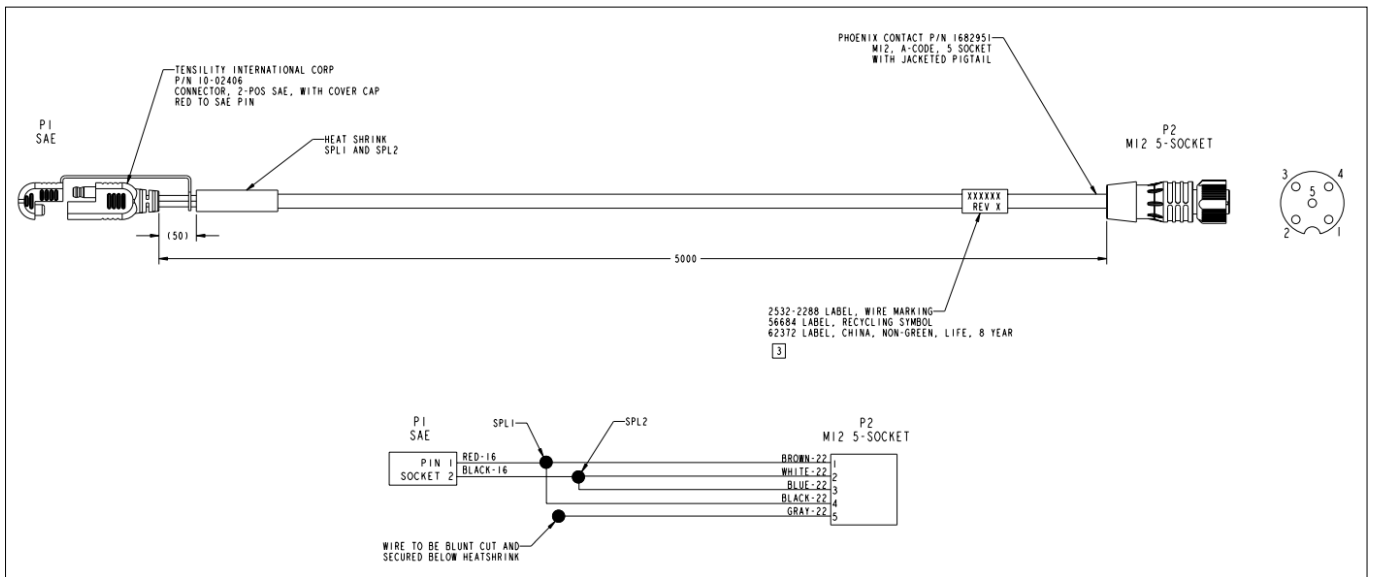 PHOENIX CONTACT P/N 1682951
M12, A-CODE, 5 SOCKET
WITH JACKETED PIGTAIL
TENSILITY INTERNATIONAL CORP
P/N 10-02406
CONNECTOR, 2-POS SAE, WITH COVER CAP
RED TO SAE PIN
P1
SAE
HEAT SHRINK
SPL1 AND SPL2
P2
M12 5-SOCKET
3
4
5
2
1
XXXXXX
REV X
(50)
5000
2532-2288 LABEL, WIRE MARKING
56684 LABEL, RECYCLING SYMBOL
62372 LABEL, CHINA, NON-GREEN, LIFE, 8 YEAR
3
P1
SAE
SPL1
SPL2
P2
M12 5-SOCKET
PIN 1
SOCKET 2
RED-16
BLACK-16
BROWN-22
WHITE-22
BLUE-22
BLACK-22
GRAY-22
1
2
3
4
5
WIRE TO BE BLUNT CUT AND
SECURED BELOW HEATSHRINK